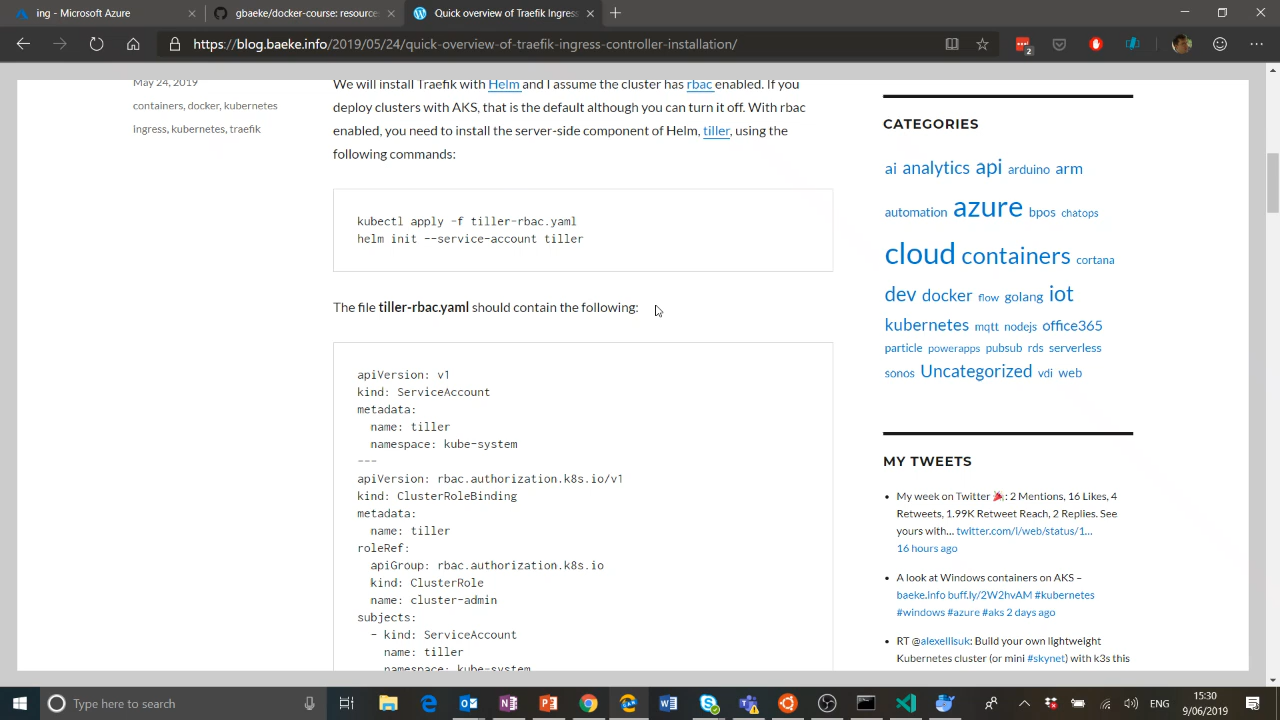 ing - Microsoft Azure
gbaeke/docker-course: resource
Quick overview of Traefik Ingress
https://blog.baeke.info/2019/05/24/quick-overview-of-traefik-ingress-controller-installation/
2
May 24, 2019
containers, docker, kubernetes
Ingress, kubernetes, traefik
We will install Traefik with Helm and I assume the cluster has rbac enabled. If you
deploy clusters with AKS, that is the default although you can turn it off. With rbac
enabled, you need to install the server-side component of Helm, tiller, using the
following commands:
kubectl apply -f tiller-rbac.yaml
helm init --service-account tiller
The file tiller-rbac.yaml should contain the following:
apiVersion: v1
kind: ServiceAccount
metadata:
name: tiller
namespace: kube-system
---
apiVersion: rbac.authorization.k8s.io/v1
kind: ClusterRoleBinding
metadata:
name: tiller
roleRef:
apiGroup: rbac.authorization.k8s.io
kind: ClusterRole
name: cluster-admin
subjects:
- kind: ServiceAccount
name: tiller
namespace: kube-system
CATEGORIES
ai analytics api arduino arm
automation azure bpos chatops
cloud containers cortana
dev docker flow golang iot
kubernetes mqtt nodejs office365
particle powerapps pubsub rds serverless
sonos Uncategorized vdi web
MY TWEETS
My week on Twitter 🎉: 2 Mentions, 16 Likes, 4
Retweets, 1.99K Retweet Reach, 2 Replies. See
yours with... twitter.com/i/web/status/1...
16 hours ago
A look at Windows containers on AKS –
baeke.info buff.ly/2W2hvAM #kubernetes
#windows #azure #aks 2 days ago
RT @alexellisuk: Build your own lightweight
Kubernetes cluster (or mini #skynet) with k3s this
Type here to search
ENG
15:30
9/06/2019